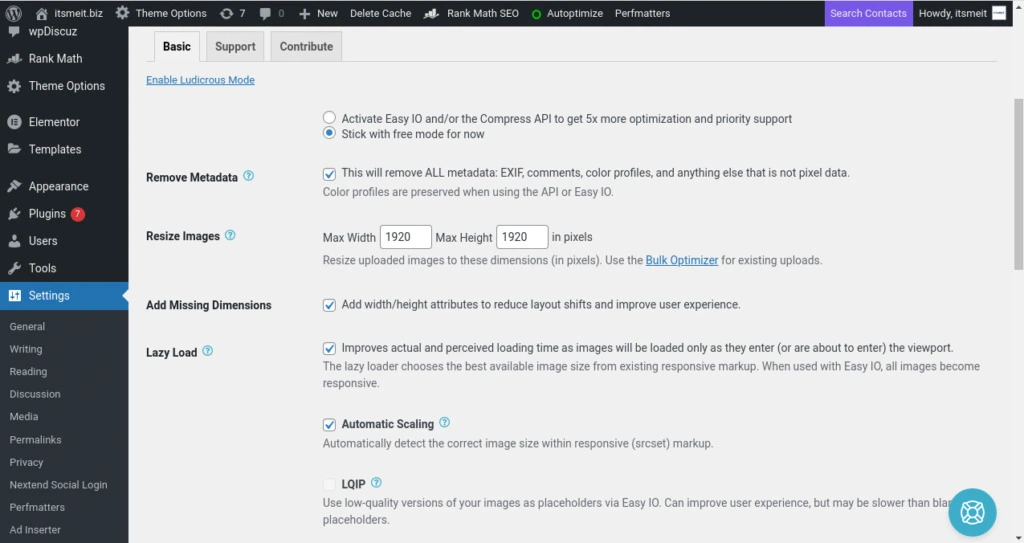 itsmeit.biz Theme Options 7 0 New Delete Cache Rank Math SEO Autoptimize Perfmatters Search Contacts Howdy, itsmeit
wpDiscuz
Rank Math
Theme Options
Elementor
Templates
Appearance
Plugins 7
Users
Tools
Settings
General
Writing
Reading
Discussion
Media
Permalinks
Privacy
Nextend Social Login
Perfmatters
Ad Inserter
Basic Support Contribute
Enable Ludicrous Mode
Activate Easy IO and/or the Compress API to get 5x more optimization and priority support
Stick with free mode for now
Remove Metadata This will remove ALL metadata: EXIF, comments, color profiles, and anything else that is not pixel data.
Color profiles are preserved when using the API or Easy IO.
Resize Images Max Width 1920 Max Height 1920 in pixels
Resize uploaded images to these dimensions (in pixels). Use the Bulk Optimizer for existing uploads.
Add Missing Dimensions Add width/height attributes to reduce layout shifts and improve user experience.
Lazy Load Improves actual and perceived loading time as images will be loaded only as they enter (or are about to enter) the viewport.
The lazy loader chooses the best available image size from existing responsive markup. When used with Easy IO, all images become
responsive.
Automatic Scaling
Automatically detect the correct image size within responsive (srcset) markup.
LQIP
Use low-quality versions of your images as placeholders via Easy IO. Can improve user experience, but may be slower than
placeholders.